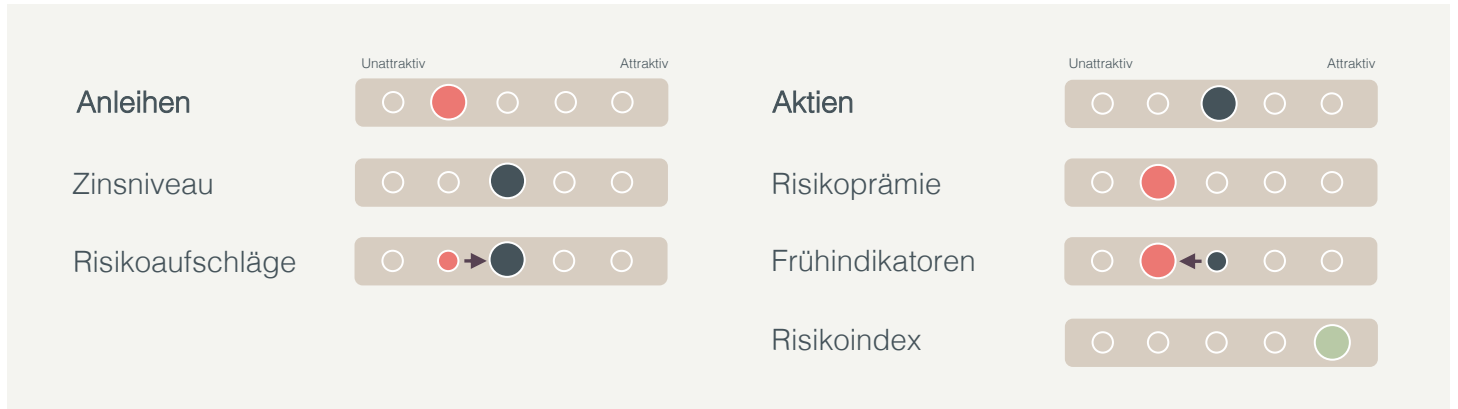 Unattraktiv Attraktiv
Anleihen
Zinsniveau
Risikoaufschläge
Unattraktiv Attraktiv
Aktien
Risikoprämie
Frühindikatoren
Risikoindex